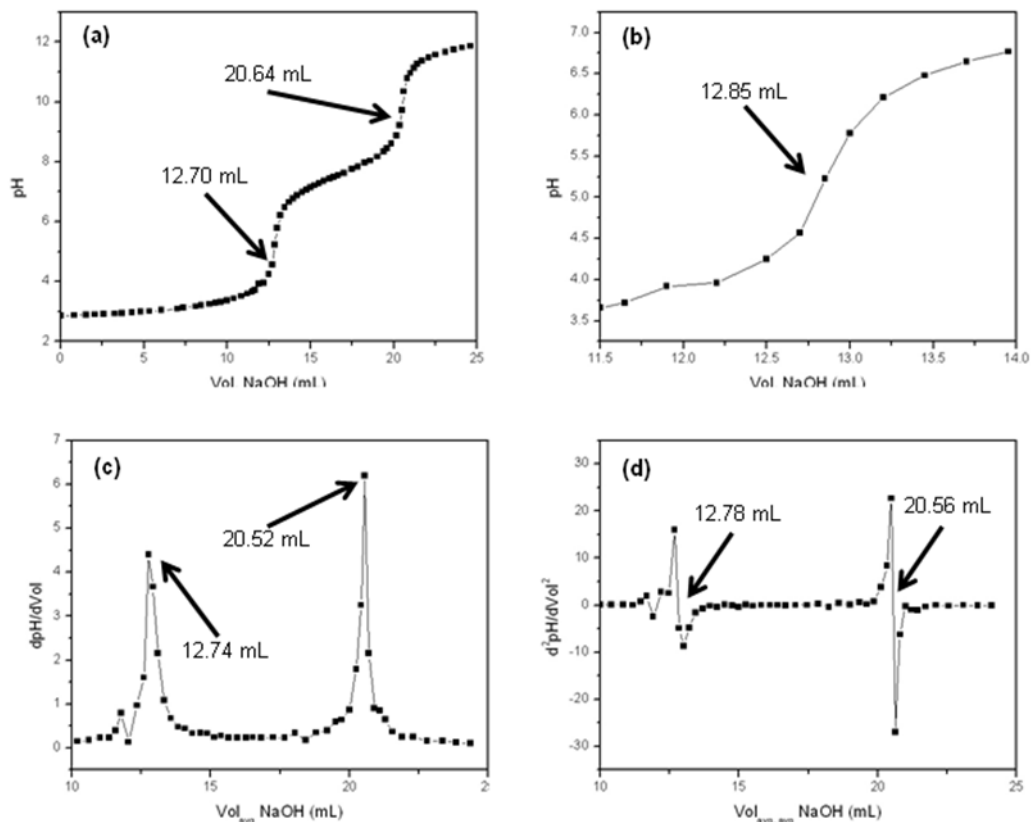 (a)
12
10
8
6
4
2
pH
20.64 mL
12.70 mL
0 5 10 15 20 25
Vol NaOH (mL)
(b)
7.0
6.5
6.0
5.5
5.0
4.5
4.0
3.5
pH
12.85 mL
11.5 12.0 12.5 13.0 13.5 14.0
Vol NaOH (mL)
(c)
7
6
5
4
3
2
1
0
dpH/dVol
20.52 mL
12.74 mL
10 15 20 2
Vol NaOH (mL)
(d)
30
20
10
0
-10
-20
-30
d²pH/dVol²
12.78 mL
20.56 mL
10 15 20 25
Vol NaOH (mL)